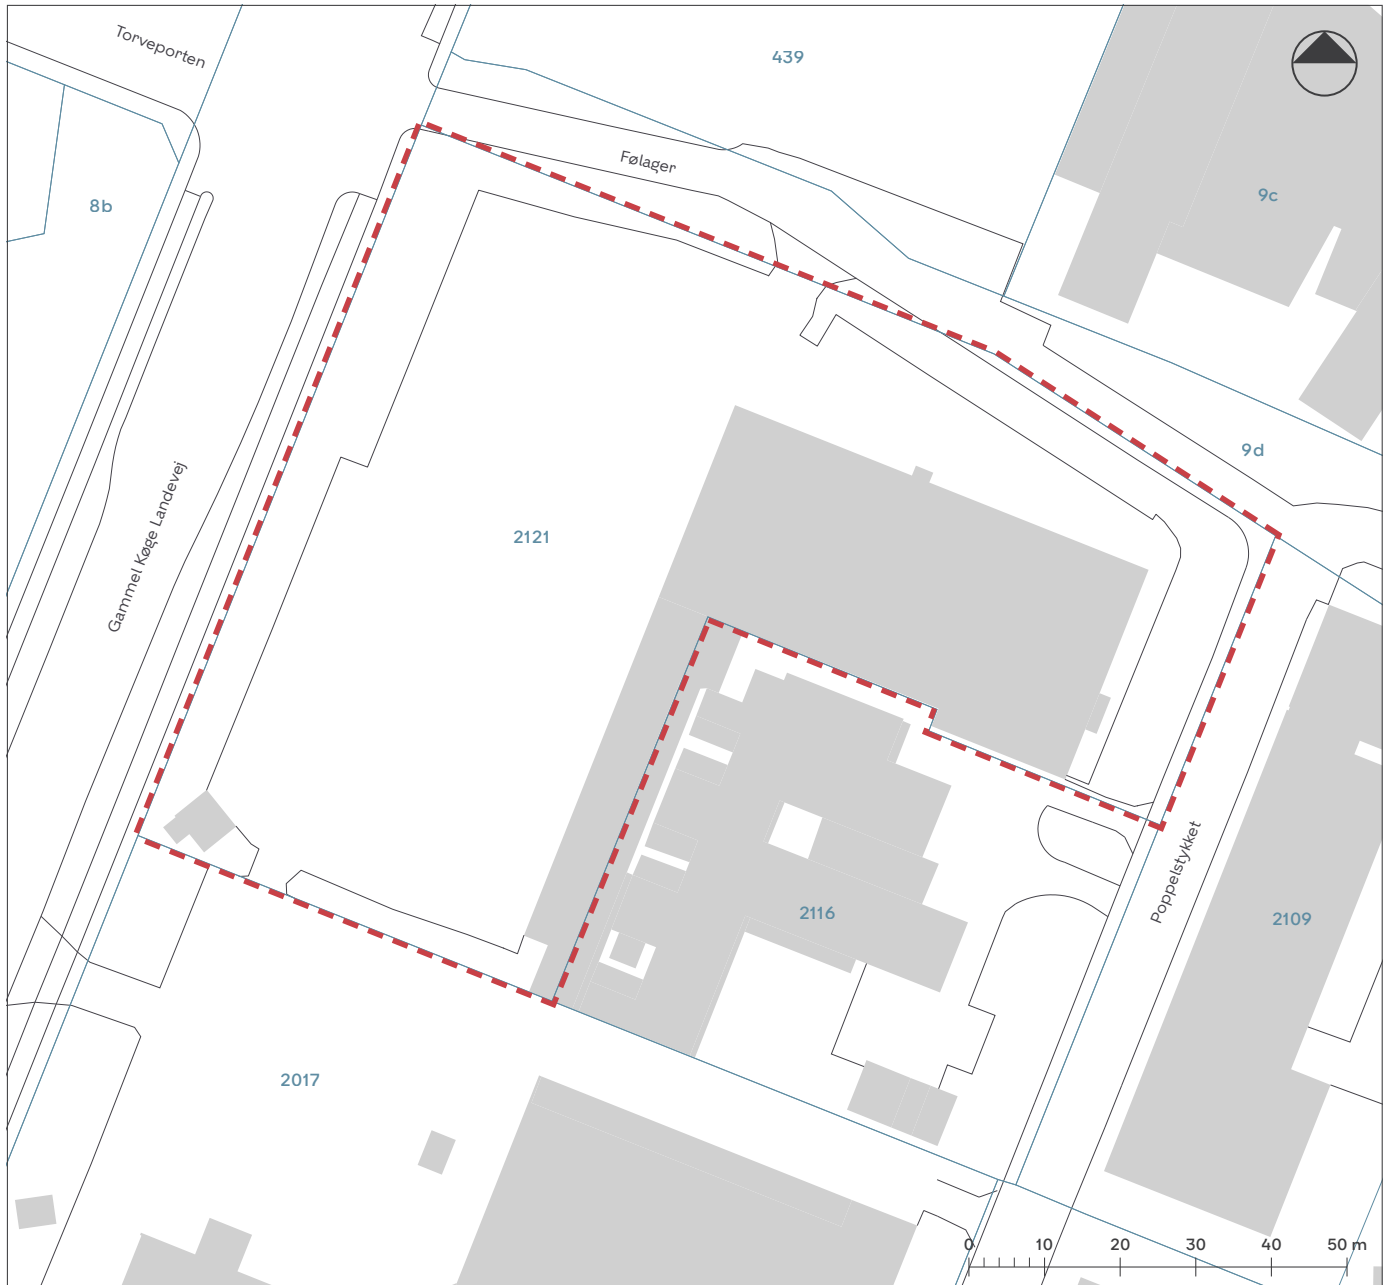 Torveporten
439
Følager
9c
8b
9d
Gammel Køge Landevej
2121
Poppelstykket
2116
2109
2017
0 10 20 30 40 50 m